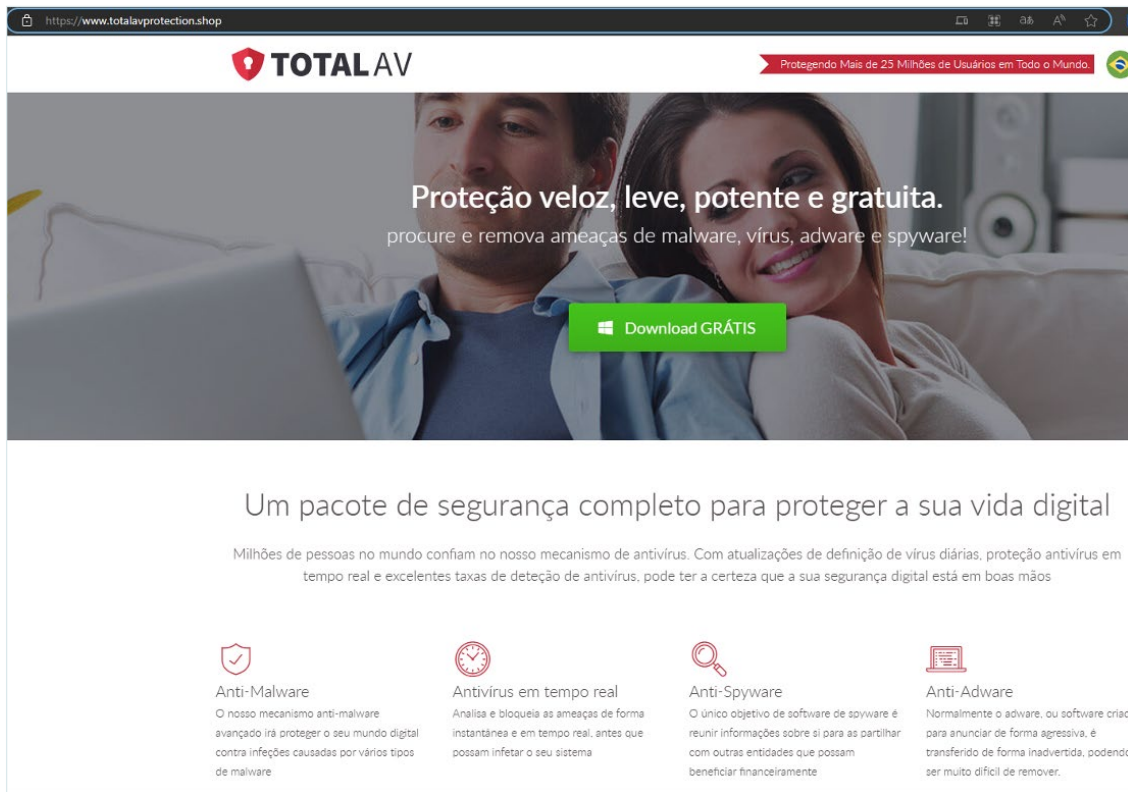 https://www.totalavprotection.shop
TOTAL AV
Protegendo Mais de 25 Milhões de Usuários em Todo o Mundo.
Proteção veloz, leve, potente e gratuita.
procure e remova ameaças de malware, vírus, adware e spyware!
Download GRÁTIS
Um pacote de segurança completo para proteger a sua vida digital
Milhões de pessoas no mundo confiam no nosso mecanismo de antivírus. Com atualizações de definição de vírus diárias, proteção antivírus em
tempo real e excelentes taxas de deteção de antivírus, pode ter a certeza que a sua segurança digital está em boas mãos
Anti-Malware
O nosso mecanismo anti-malware
avançado irá proteger o seu mundo digital
contra infeções causadas por vários tipos
de malware
Antivírus em tempo real
Analisa e bloqueia as ameaças de forma
instantânea e em tempo real, antes que
possam infetar o seu sistema
Anti-Spyware
O único objetivo de software de spyware é
reunir informações sobre si para as partilhar
com outras entidades que possam
beneficiar financeiramente
Anti-Adware
Normalmente o adware, ou software criad
para anunciar de forma agressiva, é
transferido de forma inadvertida, podendo
ser muito difícil de remover.